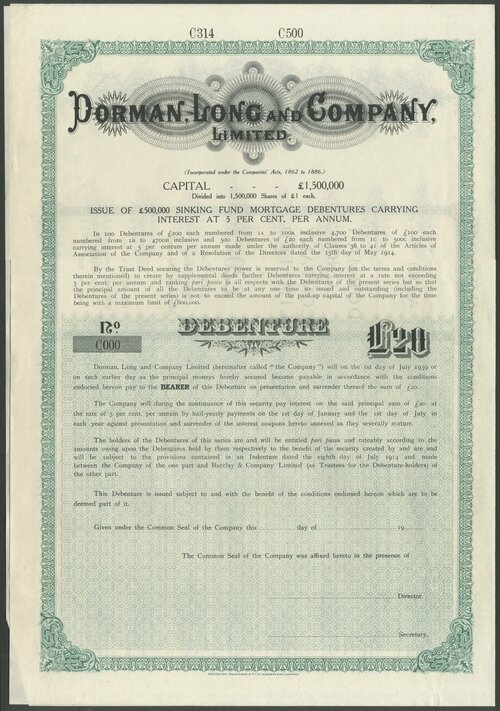 C314 C500
DORMAN, LONG AND COMPANY,
LIMITED.
(Incorporated under the Companies' Acts, 1862 to 1886.)
CAPITAL - - - £1,500,000
Divided into 1,500,000 Shares of £1 each.
ISSUE OF £500,000 SINKING FUND MORTGAGE DEBENTURES CARRYING
INTEREST AT 5 PER CENT. PER ANNUM.
In 100 Debentures of £200 each numbered from 1A to 100A inclusive 4,700 Debentures of £100 each
numbered from 1B to 4700B inclusive and 500 Debentures of £20 each numbered from 1C to 500C inclusive
carrying interest at 5 per centum per annum made under the authority of Clauses 38 to 41 of the Articles of
Association of the Company and of a Resolution of the Directors dated the 15th day of May 1914.
By the Trust Deed securing the Debentures power is reserved to the Company (on the terms and conditions
therein mentioned) to create by supplemental deeds further Debentures carrying interest at a rate not exceeding
5 per cent. per annum and ranking pari passu in all respects with the Debentures of the present series but so that
the principal amount of all the Debentures to be at any one time so issued and outstanding (including the
Debentures of the present series) is not to exceed the amount of the paid-up capital of the Company for the time
being with a maximum limit of £800,000.
No DEBENTURE £20
C000
Dorman, Long and Company Limited (hereinafter called "the Company") will on the 1st day of July 1939 or
on such earlier day as the principal moneys hereby secured become payable in accordance with the conditions
endorsed hereon pay to the BEARER of this Debenture on presentation and surrender thereof the sum of £20.
The Company will during the continuance of this security pay interest on the said principal sum of £20 at
the rate of 5 per cent. per annum by half-yearly payments on the 1st day of January and the 1st day of July in
each year against presentation and surrender of the interest coupons hereto annexed as they severally mature.
The holders of the Debentures of this series are and will be entitled pari passu and rateably according to the
amounts owing upon the Debentures held by them respectively to the benefit of the security created by and are and
will be subject to the provisions contained in an Indenture dated the eighth day of July 1914 and made
between the Company of the one part and Barclay & Company Limited (as Trustees for the Debenture-holders) of
the other part.
This Debenture is issued subject to and with the benefit of the conditions endorsed hereon which are to be
deemed part of it.
Given under the Common Seal of the Company this day of 19
The Common Seal of the Company was affixed hereto in the presence of
Director.
Secretary.